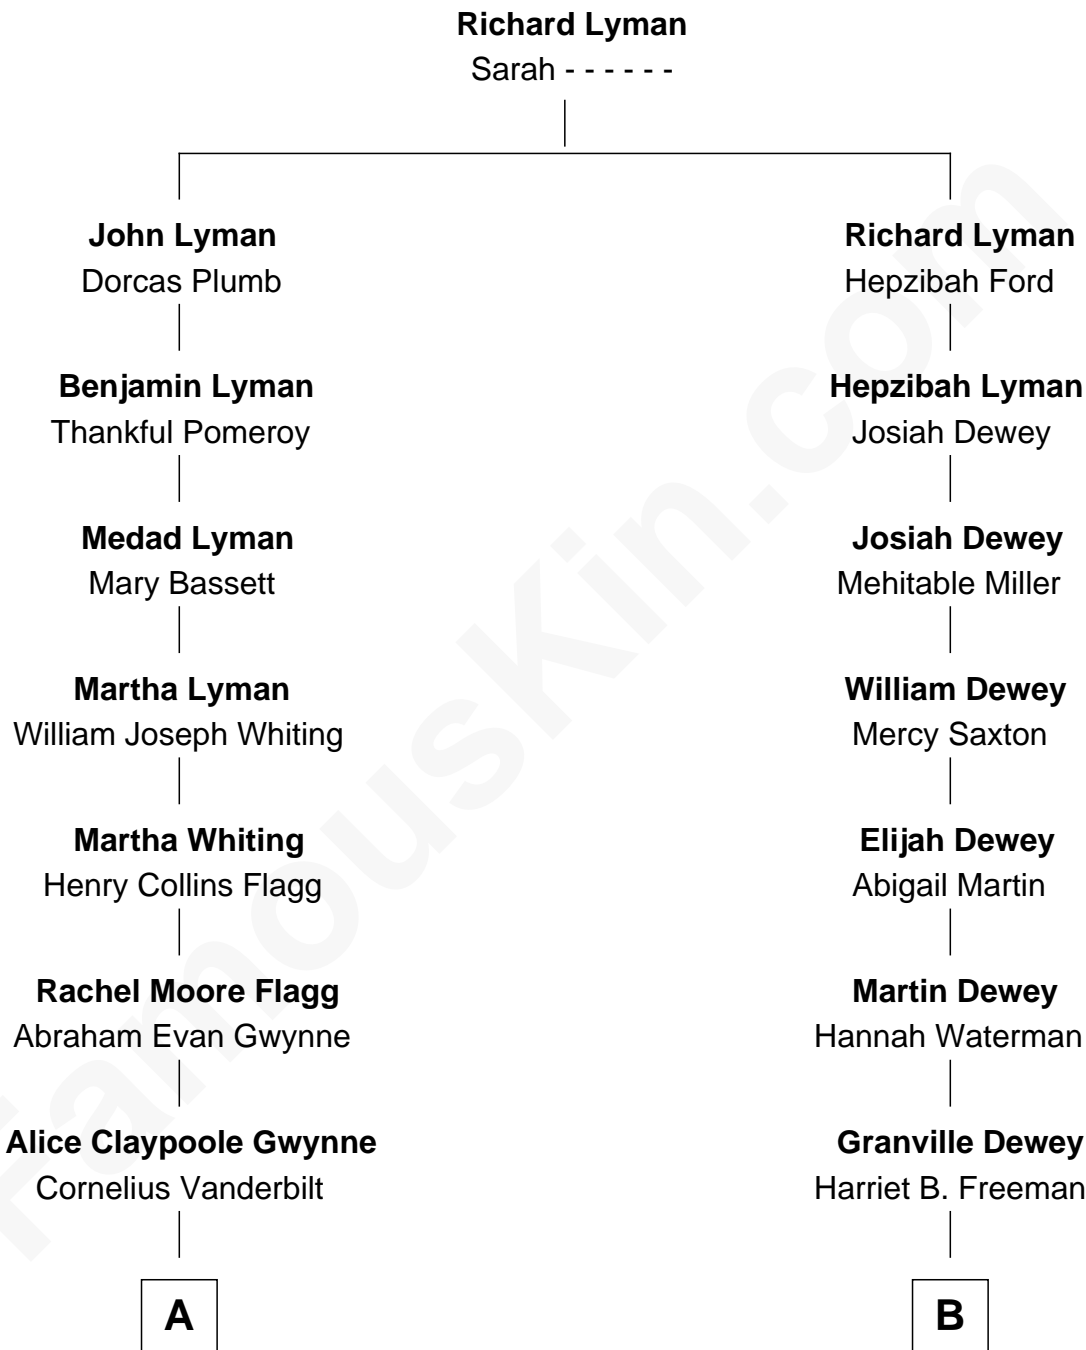 Richard Lyman
Sarah - - - - - -
John Lyman
Dorcas Plumb
Richard Lyman
Hepzibah Ford
Benjamin Lyman
Thankful Pomeroy
Hepzibah Lyman
Josiah Dewey
Medad Lyman
Mary Bassett
Josiah Dewey
Mehitable Miller
Martha Lyman
William Joseph Whiting
William Dewey
Mercy Saxton
Martha Whiting
Henry Collins Flagg
Elijah Dewey
Abigail Martin
Rachel Moore Flagg
Abraham Evan Gwynne
Martin Dewey
Hannah Waterman
Alice Claypoole Gwynne
Cornelius Vanderbilt
Granville Dewey
Harriet B. Freeman
A
B
FamousKin.com